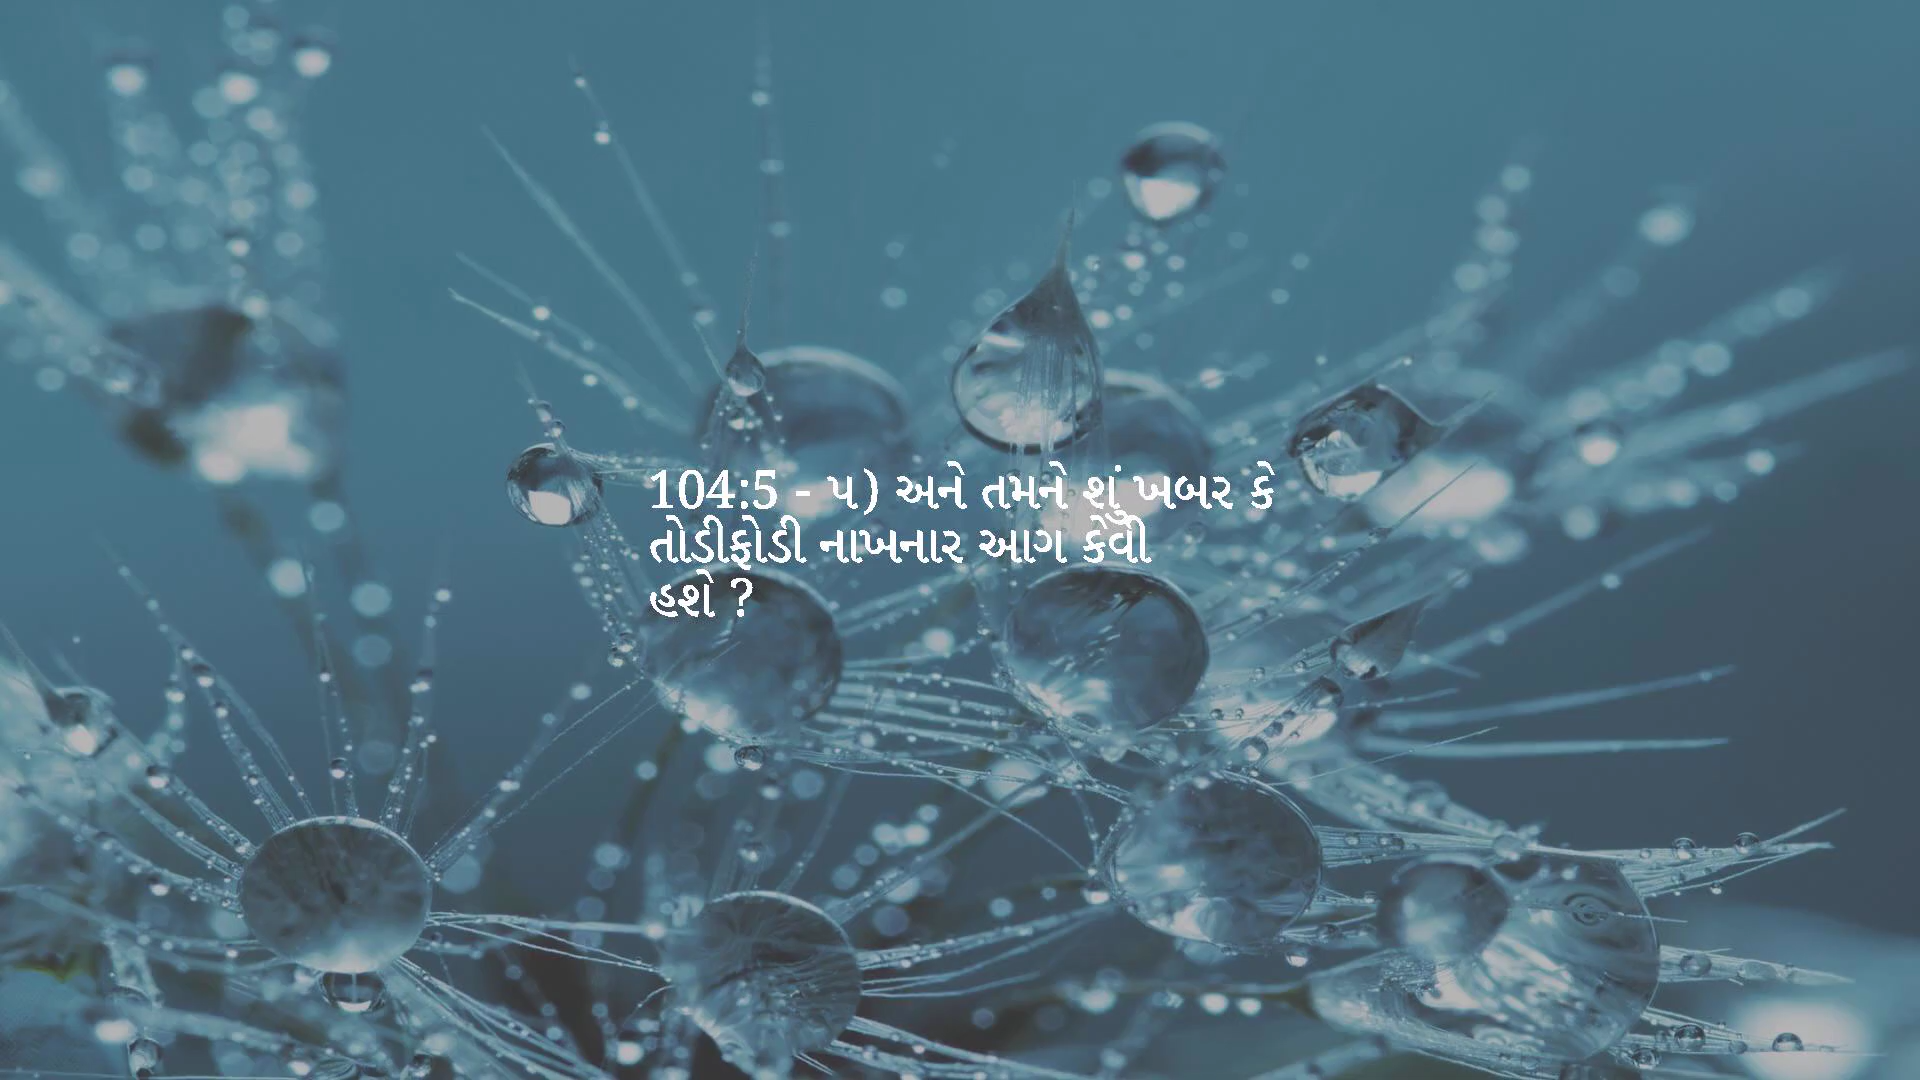 104:5 - ૫) અને તમને શું ખબર કે
તોડીફોડી નાખનાર આગ કેવી
હશે ?